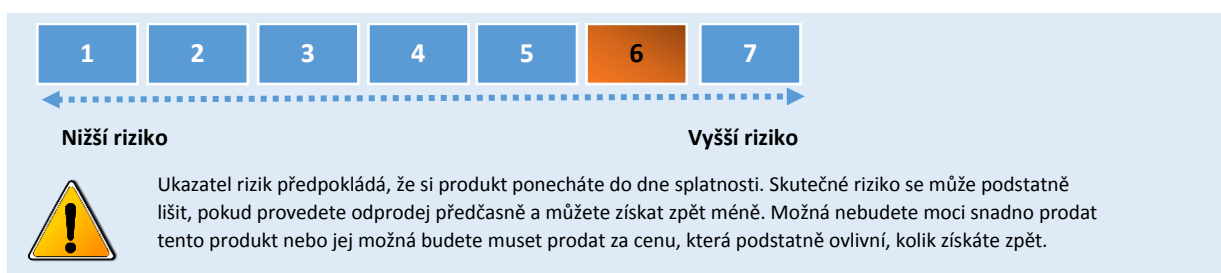 1 2 3 4 5 6 7
Nižší riziko Vyšší riziko
Ukazatel rizik předpokládá, že si produkt ponecháte do dne splatnosti. Skutečné riziko se může podstatně
lišit, pokud provedete odprodej předčasně a můžete získat zpět méně. Možná nebudete moci snadno prodat
tento produkt nebo jej možná budete muset prodat za cenu, která podstatně ovlivní, kolik získáte zpět.